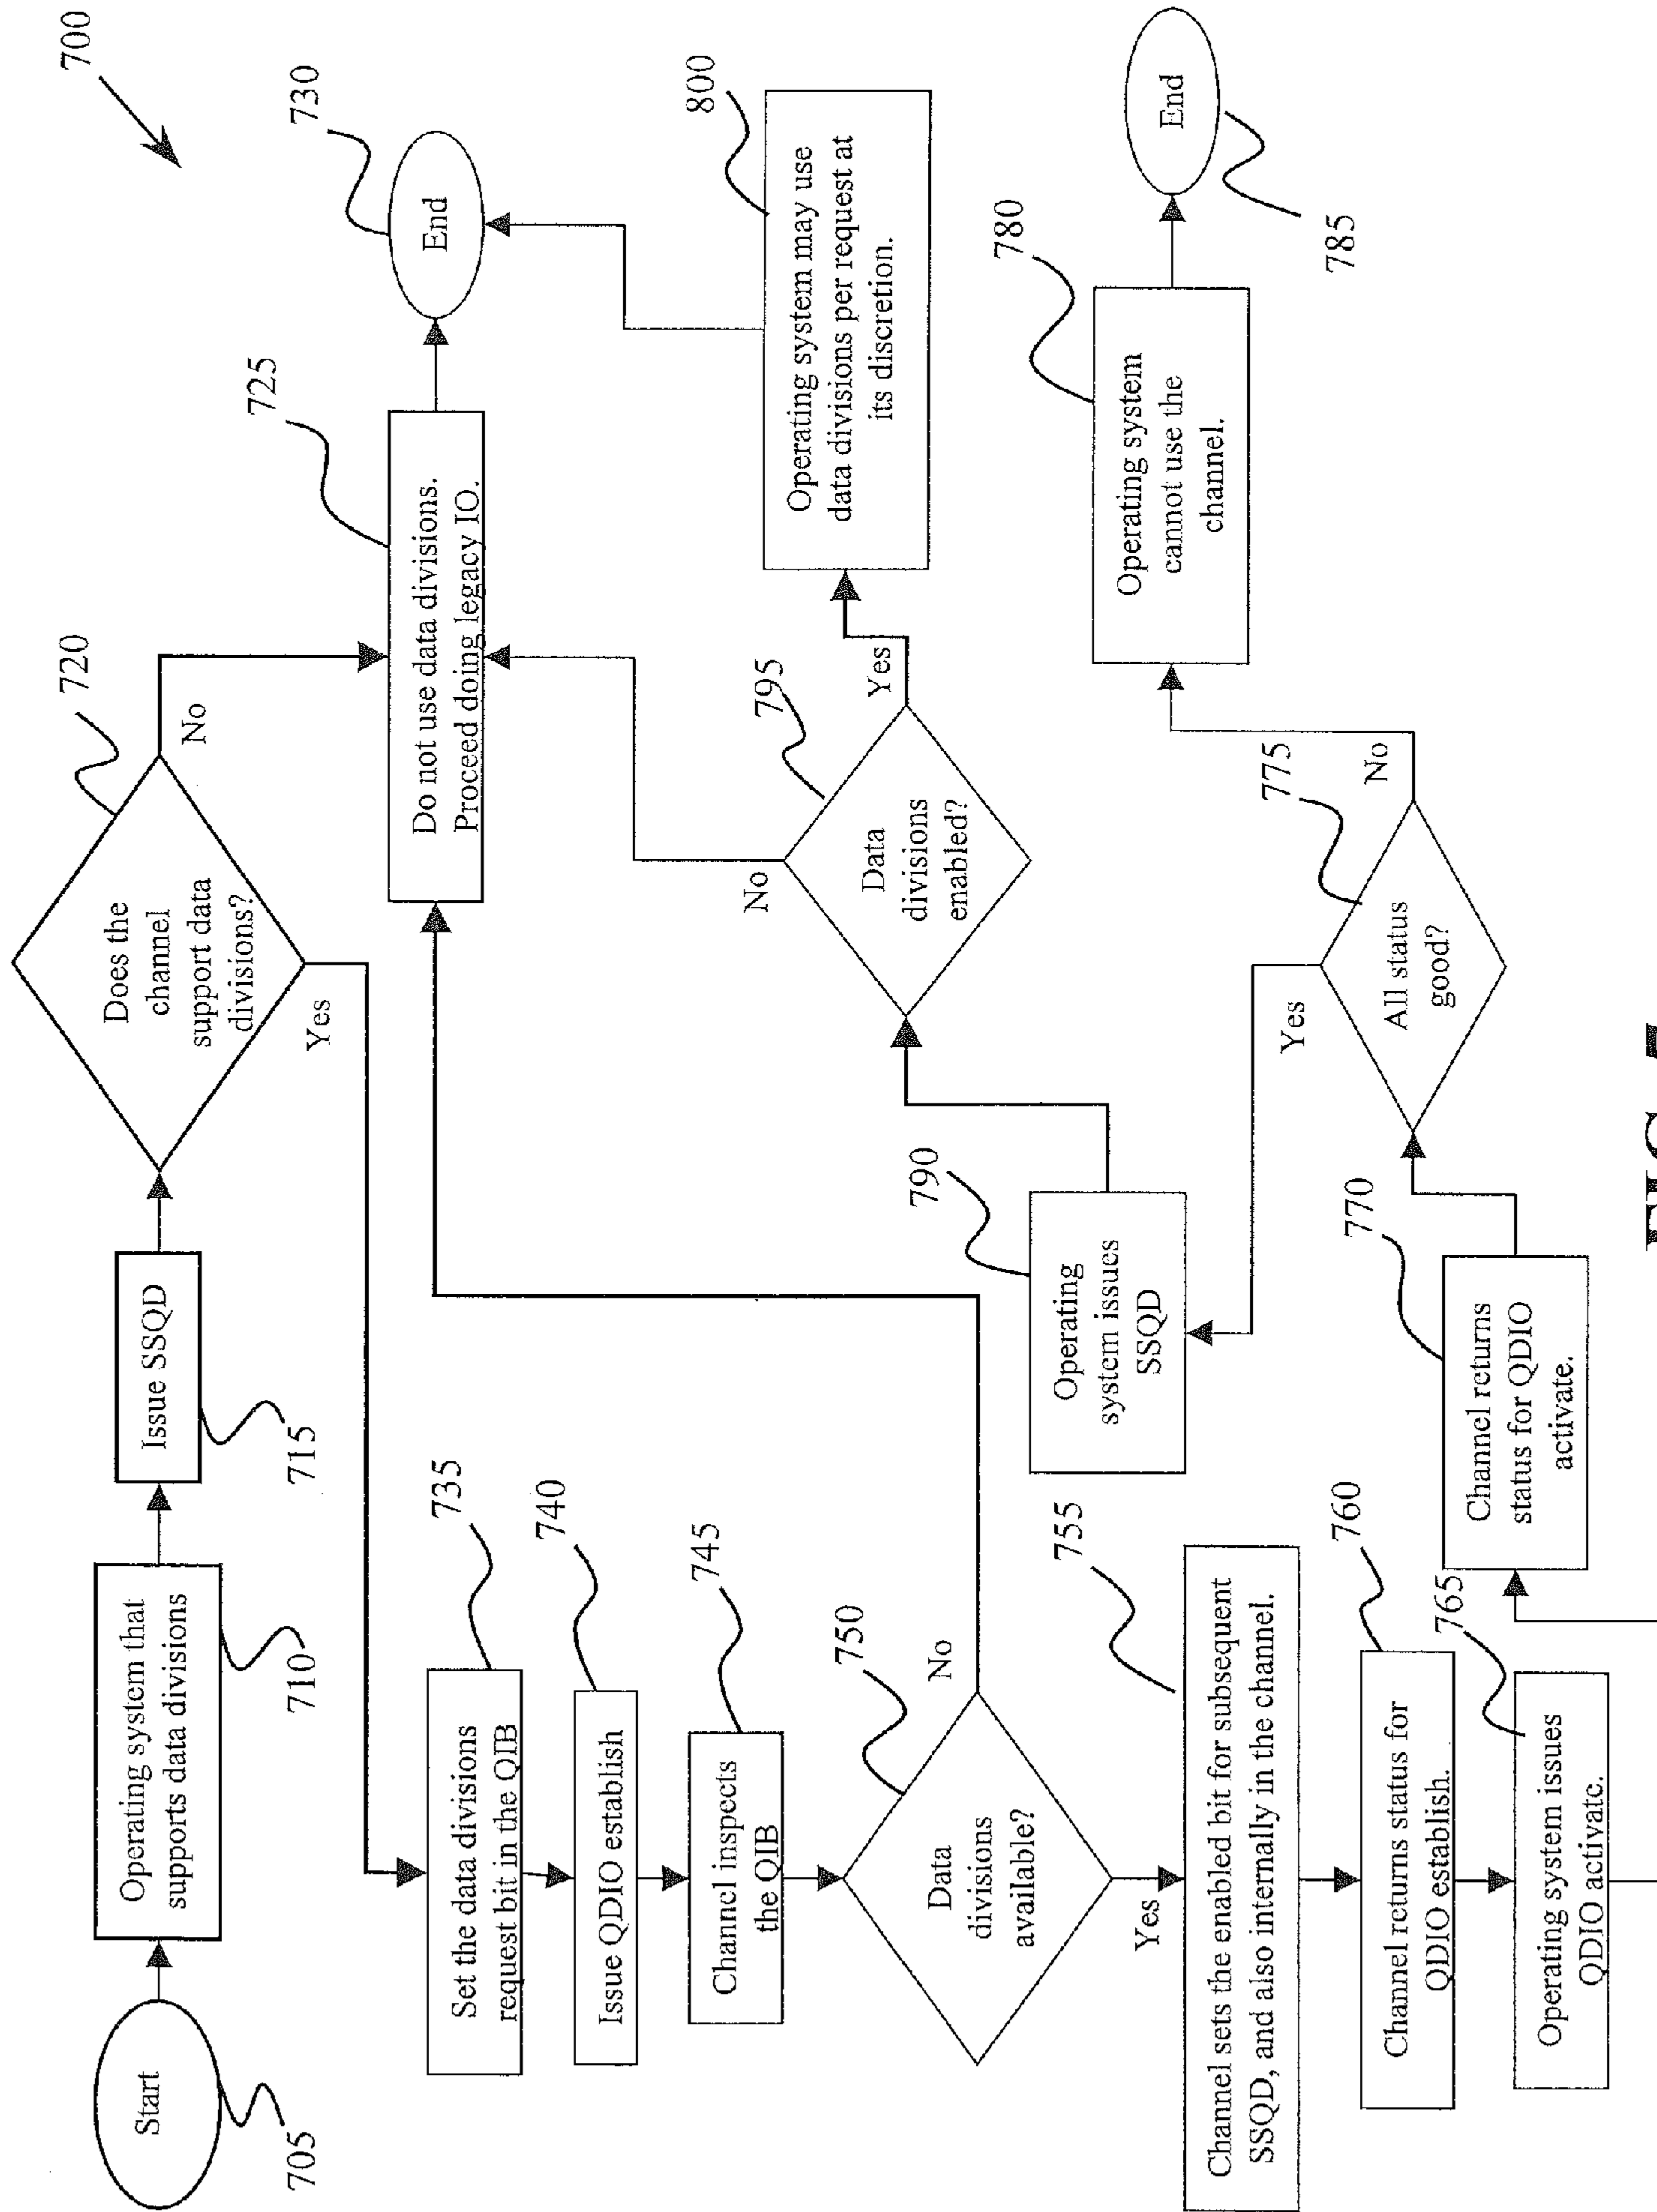 700
Start
705
Operating system that
supports data divisions
710
Issue SSQD
715
Does the
channel
support data
divisions?
720
No
Yes
Do not use data divisions.
Proceed doing legacy IO.
725
End
730
Set the data divisions
request bit in the QIB
735
Issue QDIO establish
740
Channel inspects
the QIB
745
Data
divisions
available?
750
No
Yes
Channel sets the enabled bit for subsequent
SSQD, and also internally in the channel.
755
Channel returns status for
QDIO establish.
760
Operating system issues
QDIO activate.
765
Channel returns
status for QDIO
activate.
770
All status
good?
775
No
Yes
Operating system
cannot use the
channel.
780
End
785
Operating
system issues
SSQD
790
Data
divisions
enabled?
795
No
Yes
Operating system may use
data divisions per request at
its discretion.
800